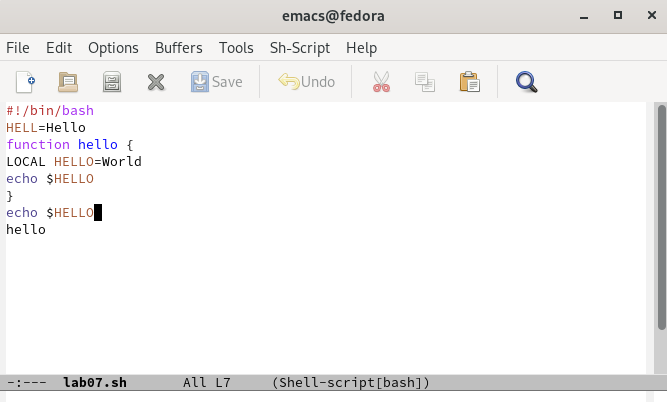 emacs@fedora
File Edit Options Buffers Tools Sh-Script Help
Save Undo
#!/bin/bash
HELL=Hello
function hello {
LOCAL HELLO=World
echo $HELLO
}
echo $HELLO
hello
-:--- lab07.sh All L7 (Shell-script[bash])